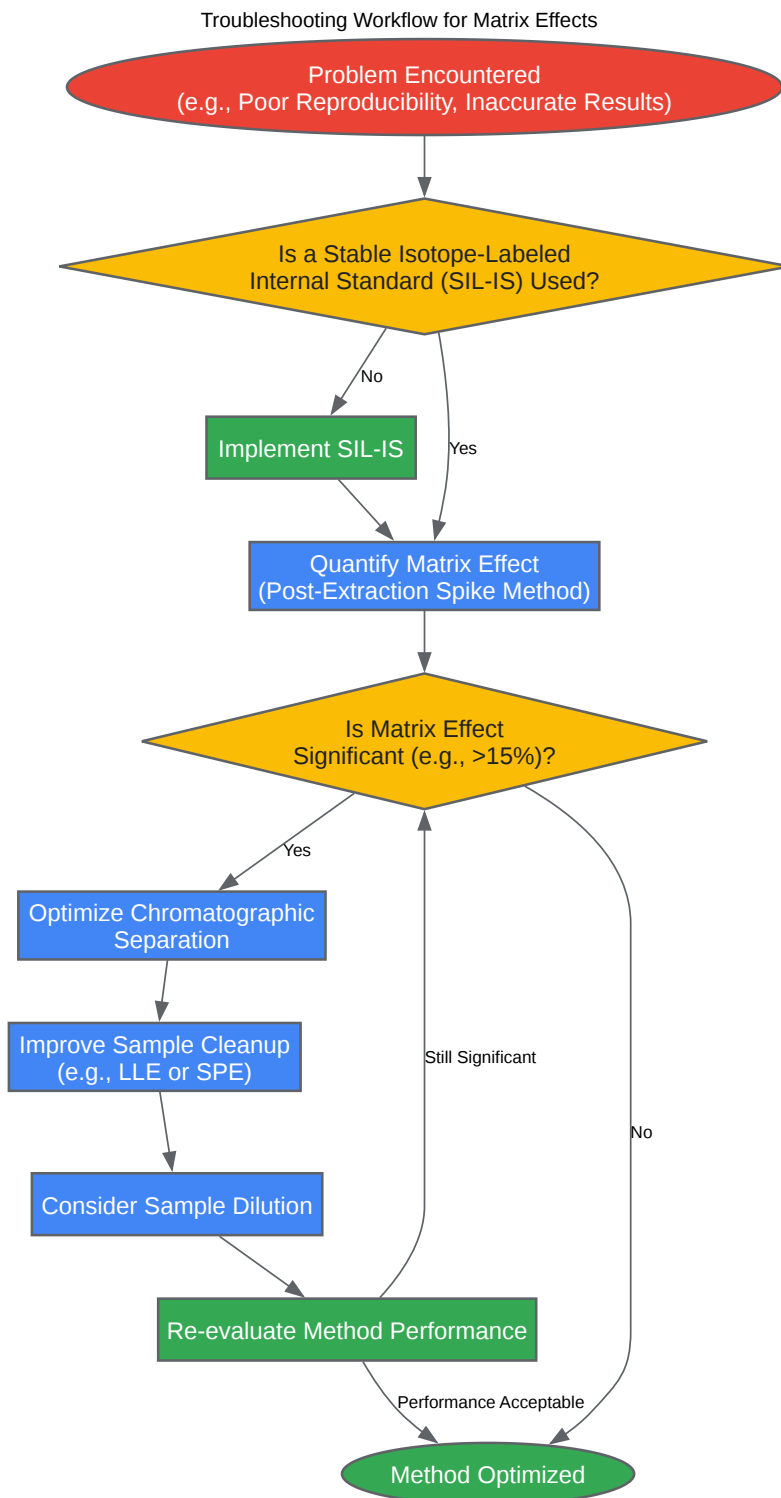 Troubleshooting Workflow for Matrix Effects
Problem Encountered
(e.g., Poor Reproducibility, Inaccurate Results)
Is a Stable Isotope-Labeled
Internal Standard (SIL-IS) Used?
No
Implement SIL-IS
Yes
Quantify Matrix Effect
(Post-Extraction Spike Method)
Is Matrix Effect
Significant (e.g., >15%)?
Yes
Optimize Chromatographic
Separation
Improve Sample Cleanup
(e.g., LLE or SPE)
Still Significant
No
Consider Sample Dilution
Re-evaluate Method Performance
Performance Acceptable
Method Optimized